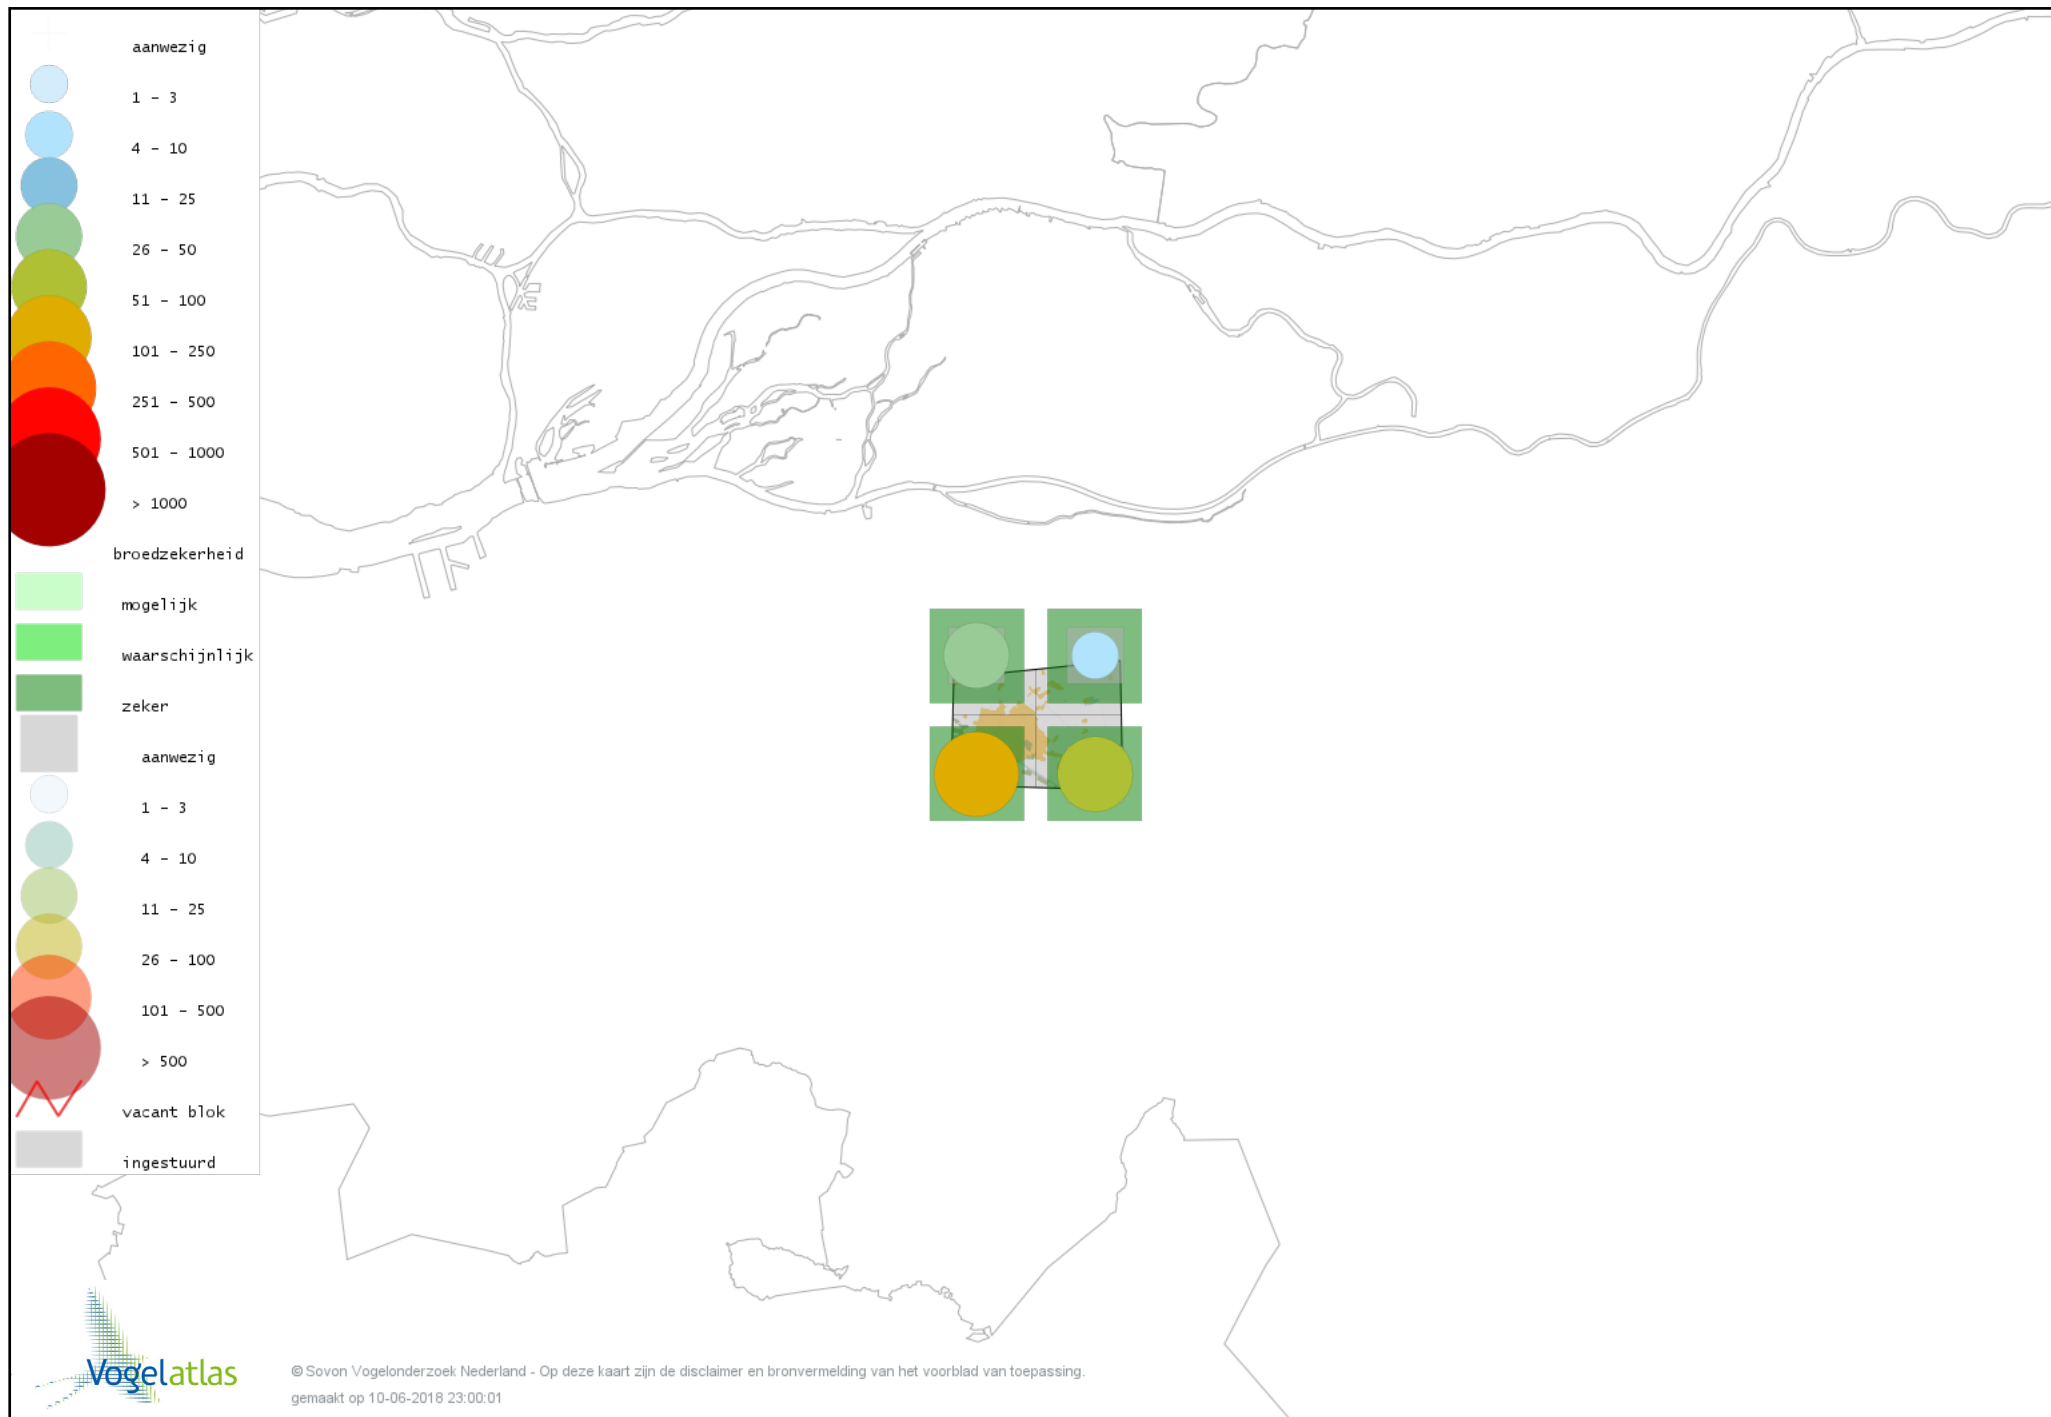 aanwezig
1 - 3
4 - 10
11 - 25
26 - 50
51 - 100
101 - 250
251 - 500
501 - 1000
> 1000
broedzekerheid
mogelijk
waarschijnlijk
zeker
aanwezig
1 - 3
4 - 10
11 - 25
26 - 100
101 - 500
> 500
vacant blok
ingestuurd
Vogelatlas
© Sovon Vogelonderzoek Nederland - Op deze kaart zijn de disclaimer en bronvermelding van het voorblad van toepassing.
gemaakt op 10-06-2018 23:00:01